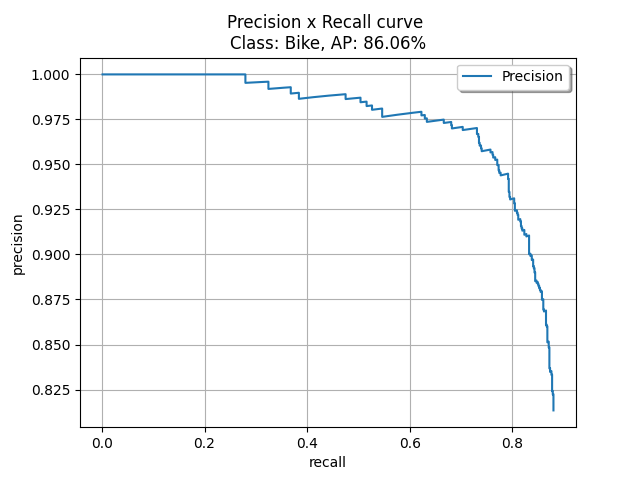 Precision x Recall curve
Class: Bike, AP: 86.06%
Precision
1.000
0.975
0.950
0.925
0.900
0.875
0.850
0.825
precision
0.0 0.2 0.4 0.6 0.8
recall